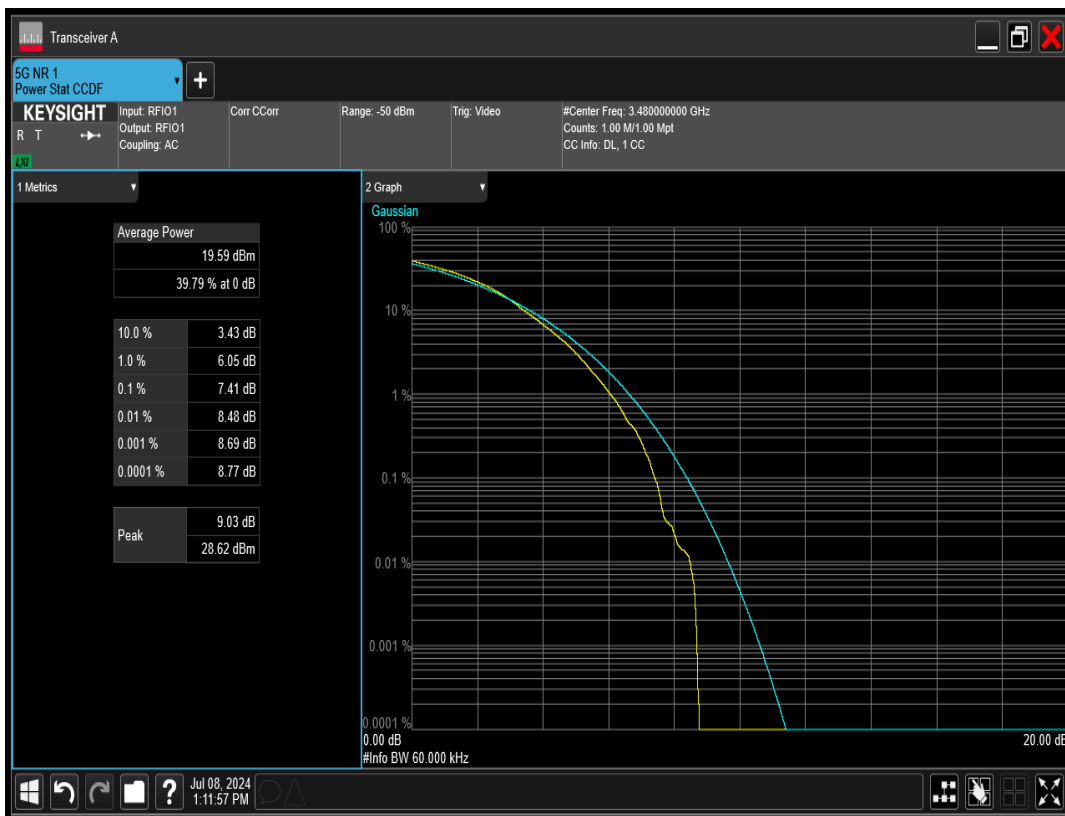 Transceiver A
5G NR 1
Power Stat CCDF
+
KEYSIGHT
R T
LXI
Input: RFIO1
Output: RFIO1
Coupling: AC
Corr CCorr
Range: -50 dBm
Trig: Video
#Center Freq: 3.480000000 GHz
Counts: 1.00 M/1.00 Mpt
CC Info: DL, 1 CC
1 Metrics
Average Power
19.59 dBm
39.79 % at 0 dB
10.0 % 3.43 dB
1.0 % 6.05 dB
0.1 % 7.41 dB
0.01 % 8.48 dB
0.001 % 8.69 dB
0.0001 % 8.77 dB
Peak
9.03 dB
28.62 dBm
2 Graph
Gaussian
100 %
10 %
1 %
0.1 %
0.01 %
0.001 %
0.0001 %
0.00 dB
20.00 dB
#Info BW 60.000 kHz
?
Jul 08, 2024
1:11:57 PM